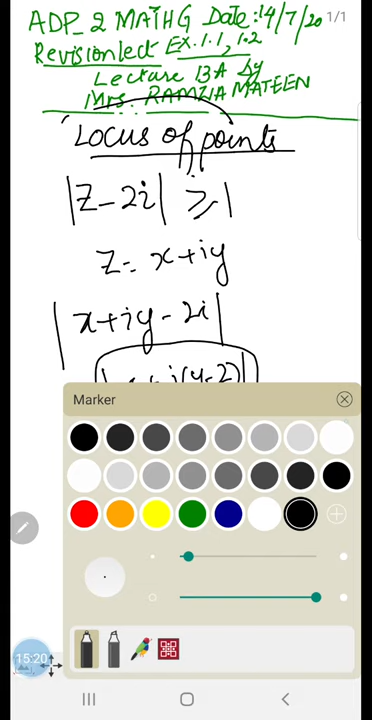 ADP_2 MATHG Date:14/7/20
1/1
Revision lect Ex.1.1, 1.2
Lecture 13A By
Mrs. RAMZIA MATEEN
Locus of points
|Z-2i| ≥ 1
Z = x+iy
|x+iy-2i|
Marker
15:20